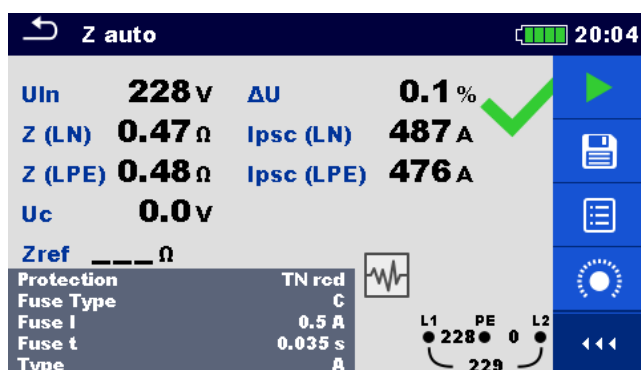 Z auto 20:04
Uln 228 V ΔU 0.1 %
Z (LN) 0.47 Ω Ipsc (LN) 487 A
Z (LPE) 0.48 Ω Ipsc (LPE) 476 A
Uc 0.0 V
Zref ___ Ω
Protection TN rcd
Fuse Type C
Fuse I 0.5 A
Fuse t 0.035 s
Type A
L1 PE L2
228 0
229